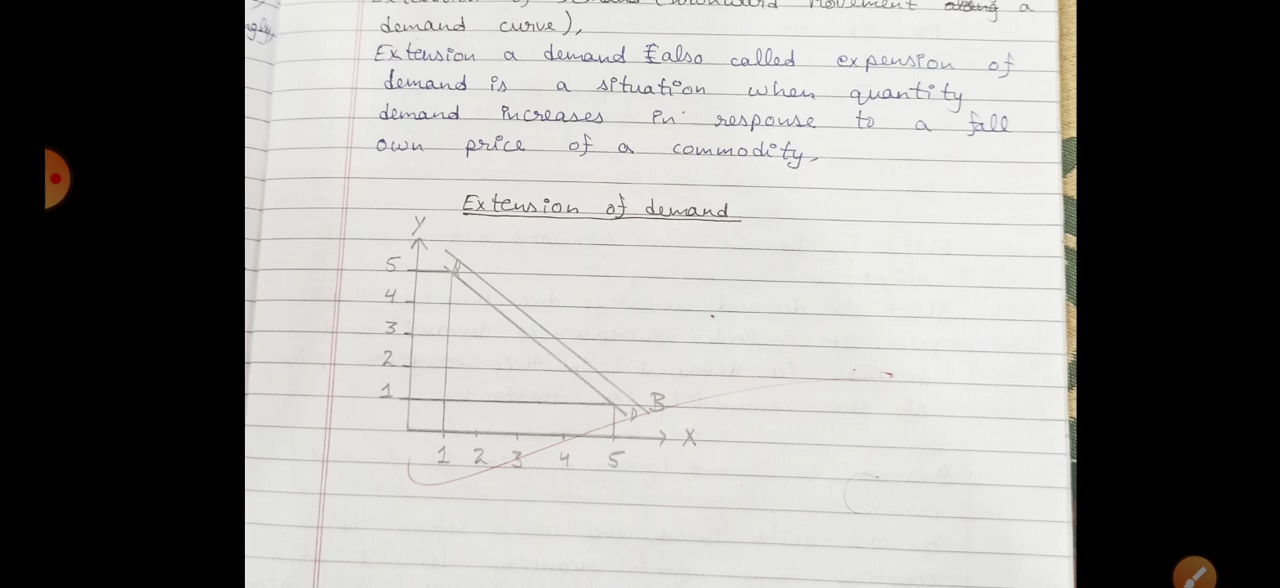 demand curve),
Extension a demand (also called expension of
demand is a situation when quantity
demand increases in response to a fall
own price of a commodity,
Extension of demand
Y
5
4
3
2
1
B
D
X
1 2 3 4 5